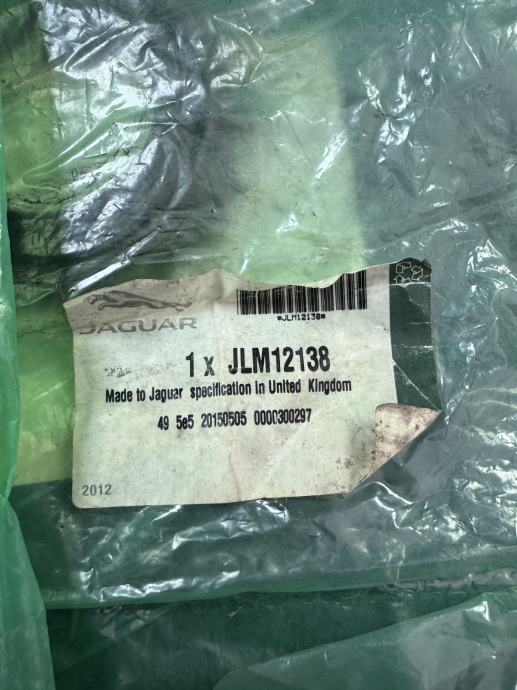 *JLM12138*
JAGUAR
1 x JLM12138
Made to Jaguar specification in United Kingdom
49 5e5 20150505 0000300297
2012